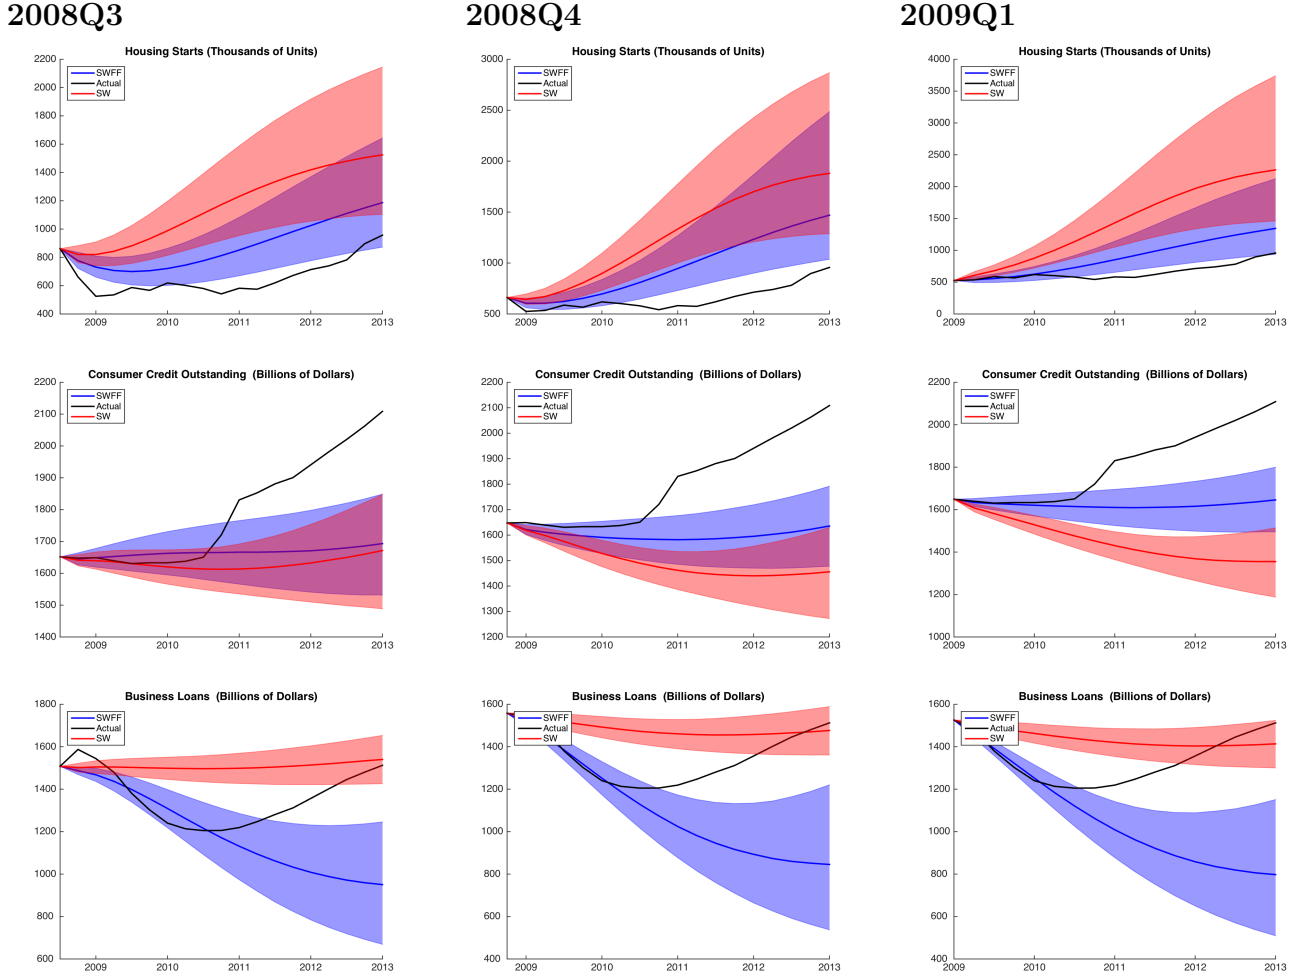 2008Q3 2008Q4 2009Q1
Housing Starts (Thousands of Units)
SWFF
Actual
SW
2200
2000
1800
1600
1400
1200
1000
800
600
400
2009 2010 2011 2012 2013
Housing Starts (Thousands of Units)
SWFF
Actual
SW
3000
2500
2000
1500
1000
500
2009 2010 2011 2012 2013
Housing Starts (Thousands of Units)
SWFF
Actual
SW
4000
3500
3000
2500
2000
1500
1000
500
0
2009 2010 2011 2012 2013
Consumer Credit Outstanding (Billions of Dollars)
SWFF
Actual
SW
2200
2100
2000
1900
1800
1700
1600
1500
1400
2009 2010 2011 2012 2013
Consumer Credit Outstanding (Billions of Dollars)
SWFF
Actual
SW
2200
2100
2000
1900
1800
1700
1600
1500
1400
1300
1200
2009 2010 2011 2012 2013
Consumer Credit Outstanding (Billions of Dollars)
SWFF
Actual
SW
2200
2000
1800
1600
1400
1200
1000
2009 2010 2011 2012 2013
Business Loans (Billions of Dollars)
SWFF
Actual
SW
1800
1600
1400
1200
1000
800
600
2009 2010 2011 2012 2013
Business Loans (Billions of Dollars)
SWFF
Actual
SW
1600
1400
1200
1000
800
600
400
2009 2010 2011 2012 2013
Business Loans (Billions of Dollars)
SWFF
Actual
SW
1600
1400
1200
1000
800
600
400
2009 2010 2011 2012 2013